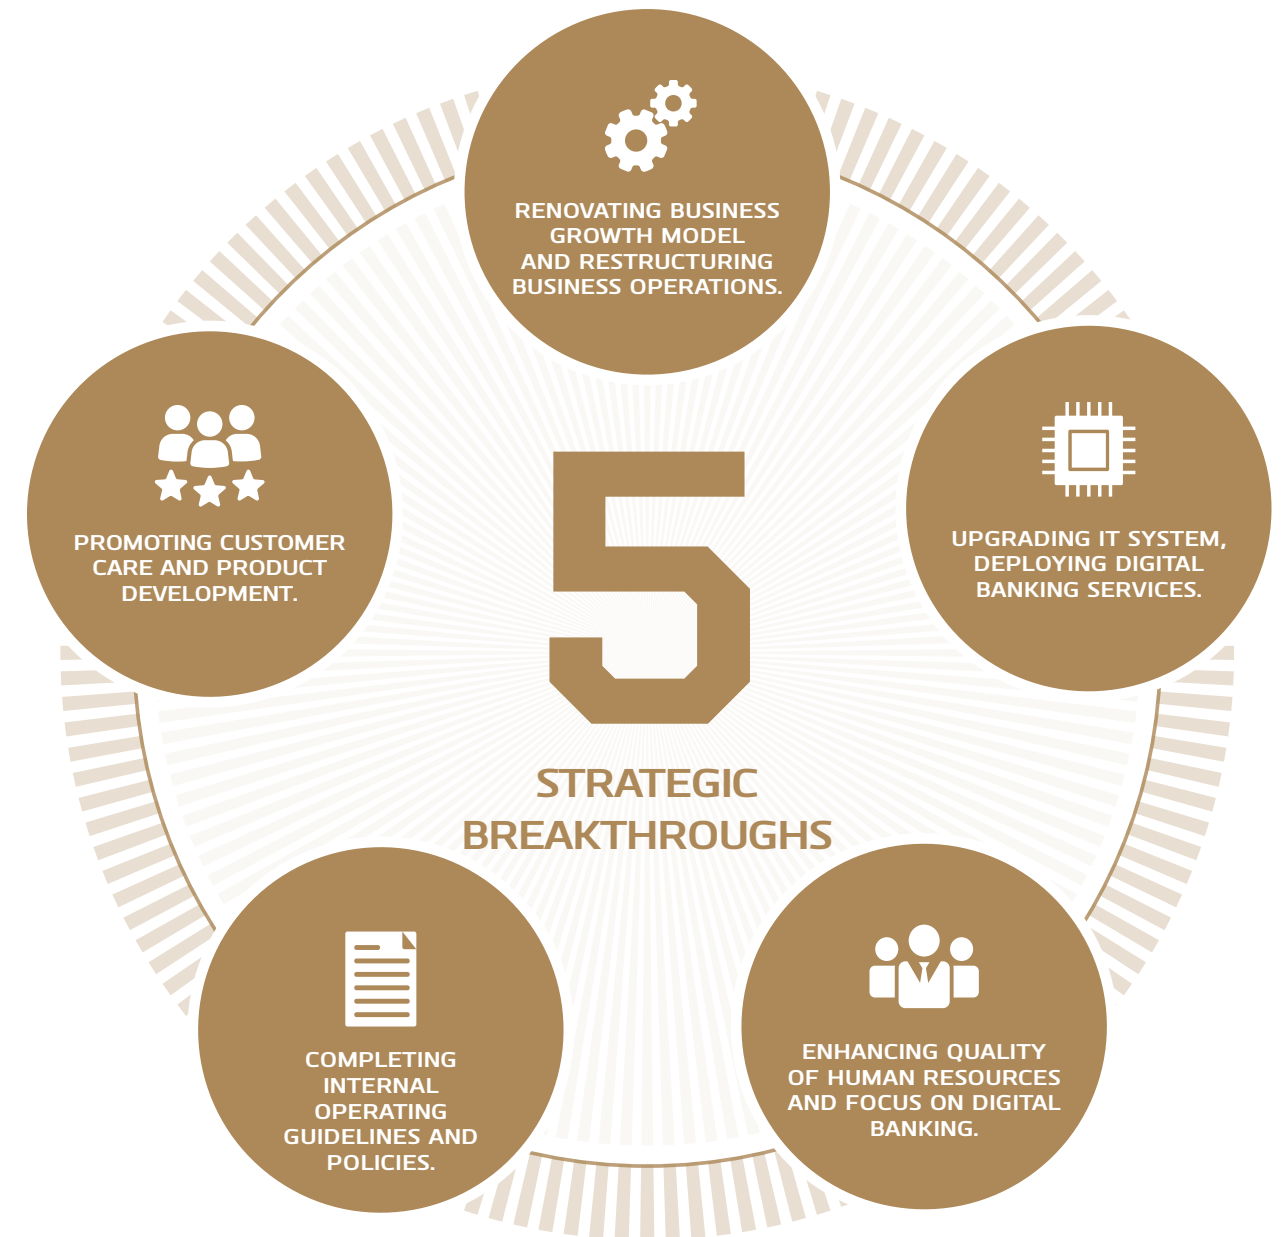 RENOVATING BUSINESS
GROWTH MODEL
AND RESTRUCTURING
BUSINESS OPERATIONS.
PROMOTING CUSTOMER
CARE AND PRODUCT
DEVELOPMENT.
UPGRADING IT SYSTEM,
DEPLOYING DIGITAL
BANKING SERVICES.
5
STRATEGIC
BREAKTHROUGHS
COMPLETING
INTERNAL
OPERATING
GUIDELINES AND
POLICIES.
ENHANCING QUALITY
OF HUMAN RESOURCES
AND FOCUS ON DIGITAL
BANKING.